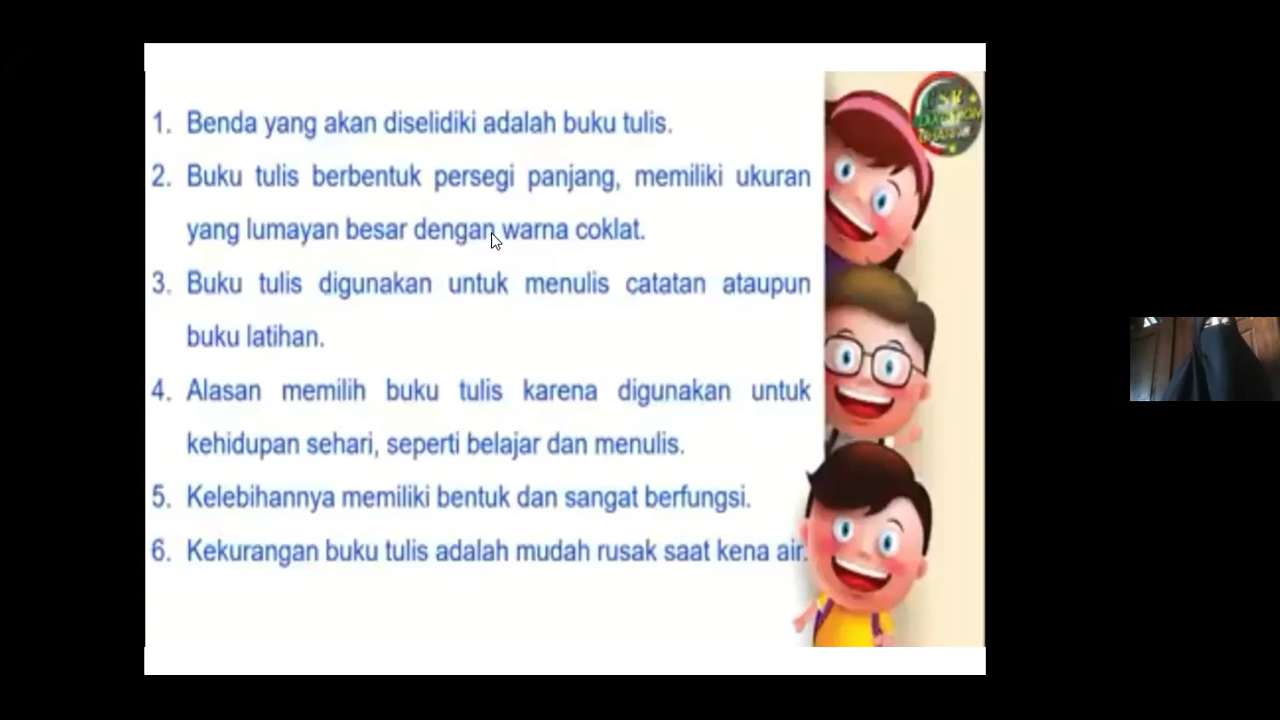 1. Benda yang akan diselidiki adalah buku tulis.
2. Buku tulis berbentuk persegi panjang, memiliki ukuran
yang lumayan besar dengan warna coklat.
3. Buku tulis digunakan untuk menulis catatan ataupun
buku latihan.
4. Alasan memilih buku tulis karena digunakan untuk
kehidupan sehari, seperti belajar dan menulis.
5. Kelebihannya memiliki bentuk dan sangat berfungsi.
6. Kekurangan buku tulis adalah mudah rusak saat kena air.